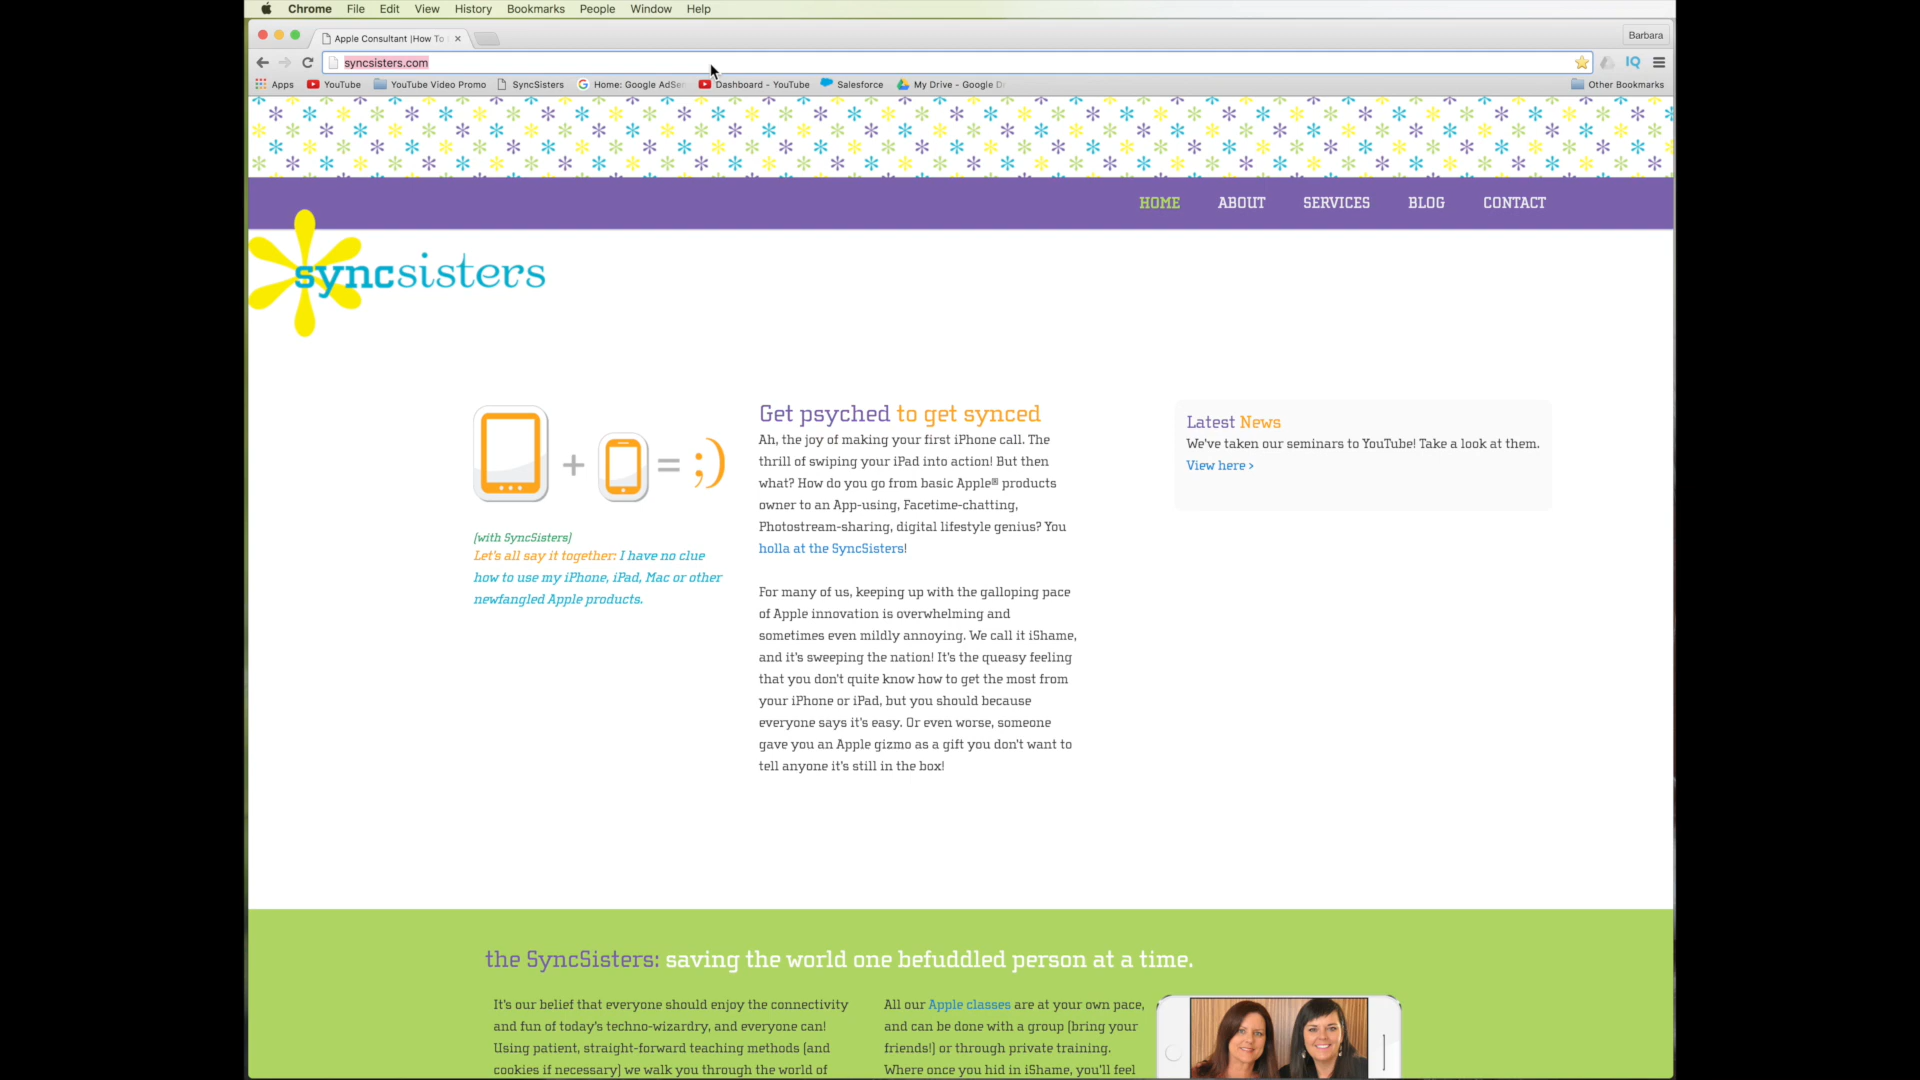 Chrome File Edit View History Bookmarks People Window Help
Apple Consultant |How To
Barbara
syncsisters.com
IQ
Apps YouTube YouTube Video Promo SyncSisters Home: Google AdSen Dashboard - YouTube Salesforce My Drive - Google Dr Other Bookmarks
HOME ABOUT SERVICES BLOG CONTACT
syncsisters
+ = ;)
[with SyncSisters]
Let's all say it together: I have no clue
how to use my iPhone, iPad, Mac or other
newfangled Apple products.
Get psyched to get synced
Ah, the joy of making your first iPhone call. The
thrill of swiping your iPad into action! But then
what? How do you go from basic Apple® products
owner to an App-using, Facetime-chatting,
Photostream-sharing, digital lifestyle genius? You
holla at the SyncSisters!
For many of us, keeping up with the galloping pace
of Apple innovation is overwhelming and
sometimes even mildly annoying. We call it iShame,
and it's sweeping the nation! It's the queasy feeling
that you don't quite know how to get the most from
your iPhone or iPad, but you should because
everyone says it's easy. Or even worse, someone
gave you an Apple gizmo as a gift you don't want to
tell anyone it's still in the box!
Latest News
We've taken our seminars to YouTube! Take a look at them.
View here >
the SyncSisters: saving the world one befuddled person at a time.
It's our belief that everyone should enjoy the connectivity
and fun of today's techno-wizardry, and everyone can!
Using patient, straight-forward teaching methods [and
cookies if necessary] we walk you through the world of
All our Apple classes are at your own pace,
and can be done with a group [bring your
friends!] or through private training.
Where once you hid in iShame, you'll feel